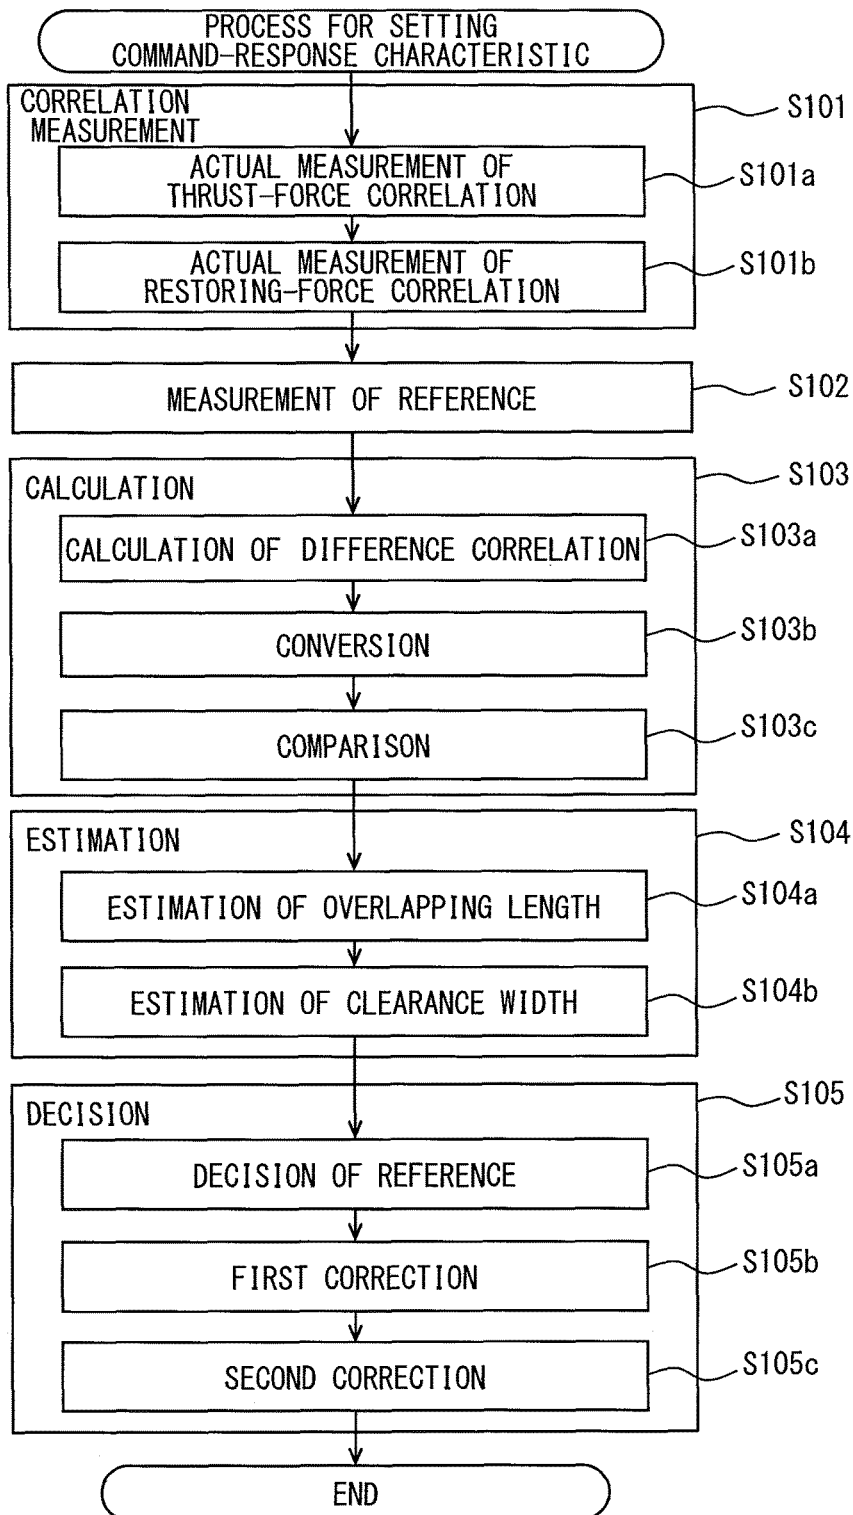 PROCESS FOR SETTING
COMMAND-RESPONSE CHARACTERISTIC
CORRELATION
MEASUREMENT
S101
ACTUAL MEASUREMENT OF
THRUST-FORCE CORRELATION
S101a
ACTUAL MEASUREMENT OF
RESTORING-FORCE CORRELATION
S101b
MEASUREMENT OF REFERENCE
S102
CALCULATION
S103
CALCULATION OF DIFFERENCE CORRELATION
S103a
CONVERSION
S103b
COMPARISON
S103c
ESTIMATION
S104
ESTIMATION OF OVERLAPPING LENGTH
S104a
ESTIMATION OF CLEARANCE WIDTH
S104b
DECISION
S105
DECISION OF REFERENCE
S105a
FIRST CORRECTION
S105b
SECOND CORRECTION
S105c
END